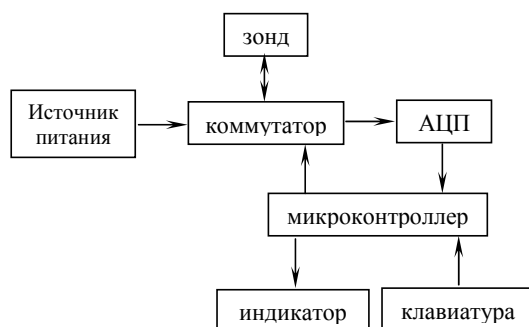 зонд
Источник
питания
коммутатор
АЦП
микроконтроллер
индикатор
клавиатура